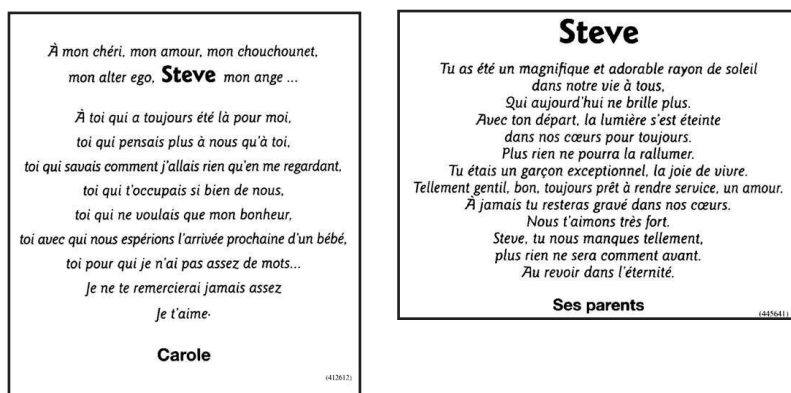 À mon chéri, mon amour, mon chouchounet,
mon alter ego, Steve mon ange ...
À toi qui a toujours été là pour moi,
toi qui pensais plus à nous qu'à toi,
toi qui savais comment j'allais rien qu'en me regardant,
toi qui t'occupais si bien de nous,
toi qui ne voulais que mon bonheur,
toi avec qui nous espérions l'arrivée prochaine d'un bébé,
toi pour qui je n'ai pas assez de mots...
Je ne te remercierai jamais assez
Je t'aime.
Carole
(412612)
Steve
Tu as été un magnifique et adorable rayon de soleil
dans notre vie à tous,
Qui aujourd'hui ne brille plus.
Avec ton départ, la lumière s'est éteinte
dans nos cœurs pour toujours.
Plus rien ne pourra la rallumer.
Tu étais un garçon exceptionnel, la joie de vivre.
Tellement gentil, bon, toujours prêt à rendre service, un amour.
À jamais tu resteras gravé dans nos cœurs.
Nous t'aimons très fort.
Steve, tu nous manques tellement,
plus rien ne sera comment avant.
Au revoir dans l'éternité.
Ses parents
(445641)